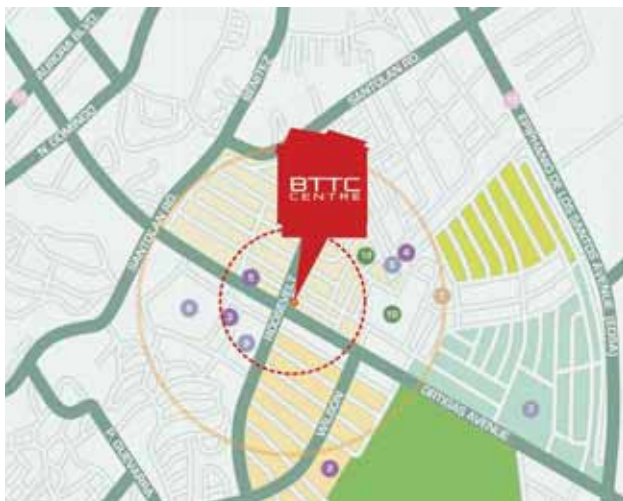 AURORA BLVD
N. DOMINGO
BENITEZ
SANTOLAN RD
EPIFANIO DE LOS SANTOS AVENUE (EDSA)
SANTOLAN RD
BTTC
CENTRE
ROOSEVELT
WILSON
ORTIGAS AVENUE
P. GUEVARRA